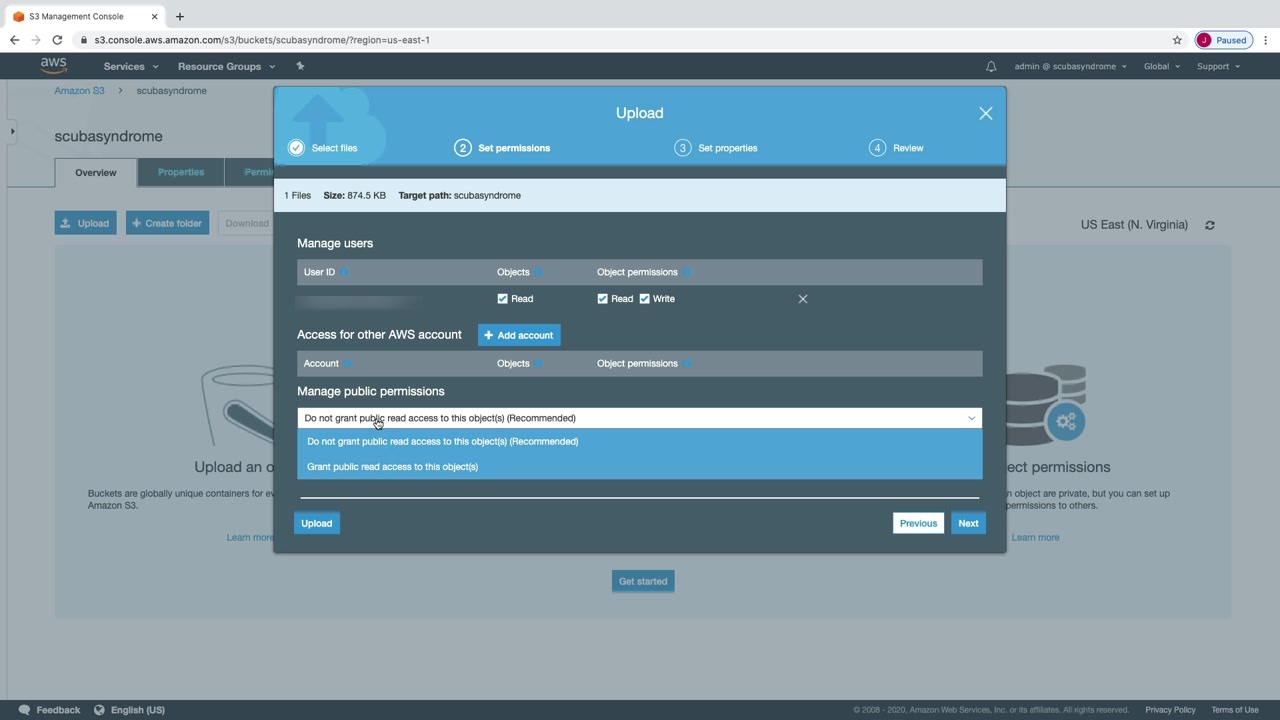 S3 Management Console
s3.console.aws.amazon.com/s3/buckets/scubasyndrome/?region=us-east-1
J Paused
aws Services Resource Groups admin @ scubasyndrome Global Support
Amazon S3 > scubasyndrome
scubasyndrome
Overview Properties Permi
Upload Create folder Download
US East (N. Virginia)
Upload
Select files 2 Set permissions 3 Set properties 4 Review
1 Files Size: 874.5 KB Target path: scubasyndrome
Manage users
User ID Objects Object permissions
Read Read Write
Access for other AWS account Add account
Account Objects Object permissions
Manage public permissions
Do not grant public read access to this object(s) (Recommended)
Do not grant public read access to this object(s) (Recommended)
Grant public read access to this object(s)
Upload Previous Next
Upload an o
Buckets are globally unique containers for e
Amazon S3.
Learn more
ect permissions
n object are private, but you can set up
permissions to others.
Learn more
Get started
Feedback English (US) © 2008 - 2020, Amazon Web Services, Inc. or its affiliates. All rights reserved. Privacy Policy Terms of Use